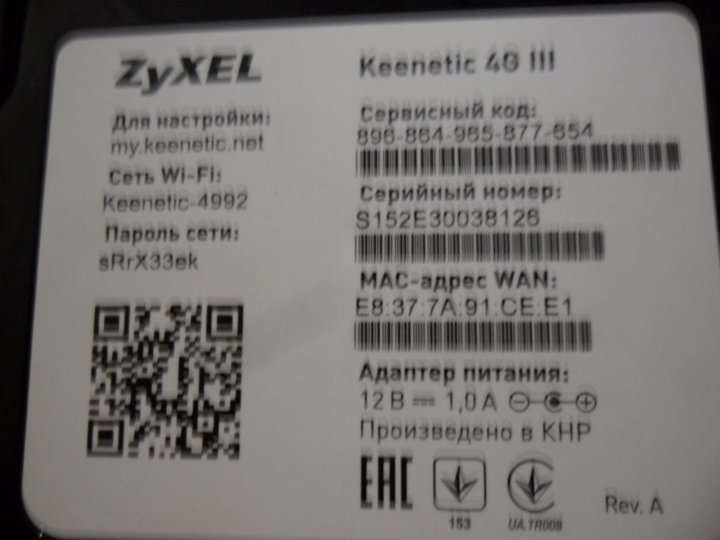 ZyXEL
Для настройки:
my.keenetic.net
Сеть Wi-Fi:
Keenetic-4992
Пароль сети:
sRrX33ek
Keenetic 4G III
Сервисный код:
896-864-965-877-654
Серийный номер:
S152E30038126
MAC-адрес WAN:
E8:37:7A:91:CE:E1
Адаптер питания:
12 В 1,0 А
Произведено в КНР
EAC
153
UA.TR008
Rev. A